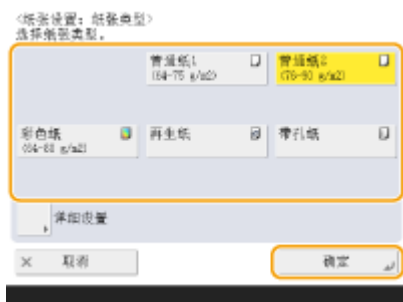 <纸张设置：纸张类型>
选择纸张类型。
普通纸1
(64-75 g/m2)
普通纸2
(76-90 g/m2)
彩色纸
(64-82 g/m2)
再生纸
带孔纸
详细设置
× 取消
确定